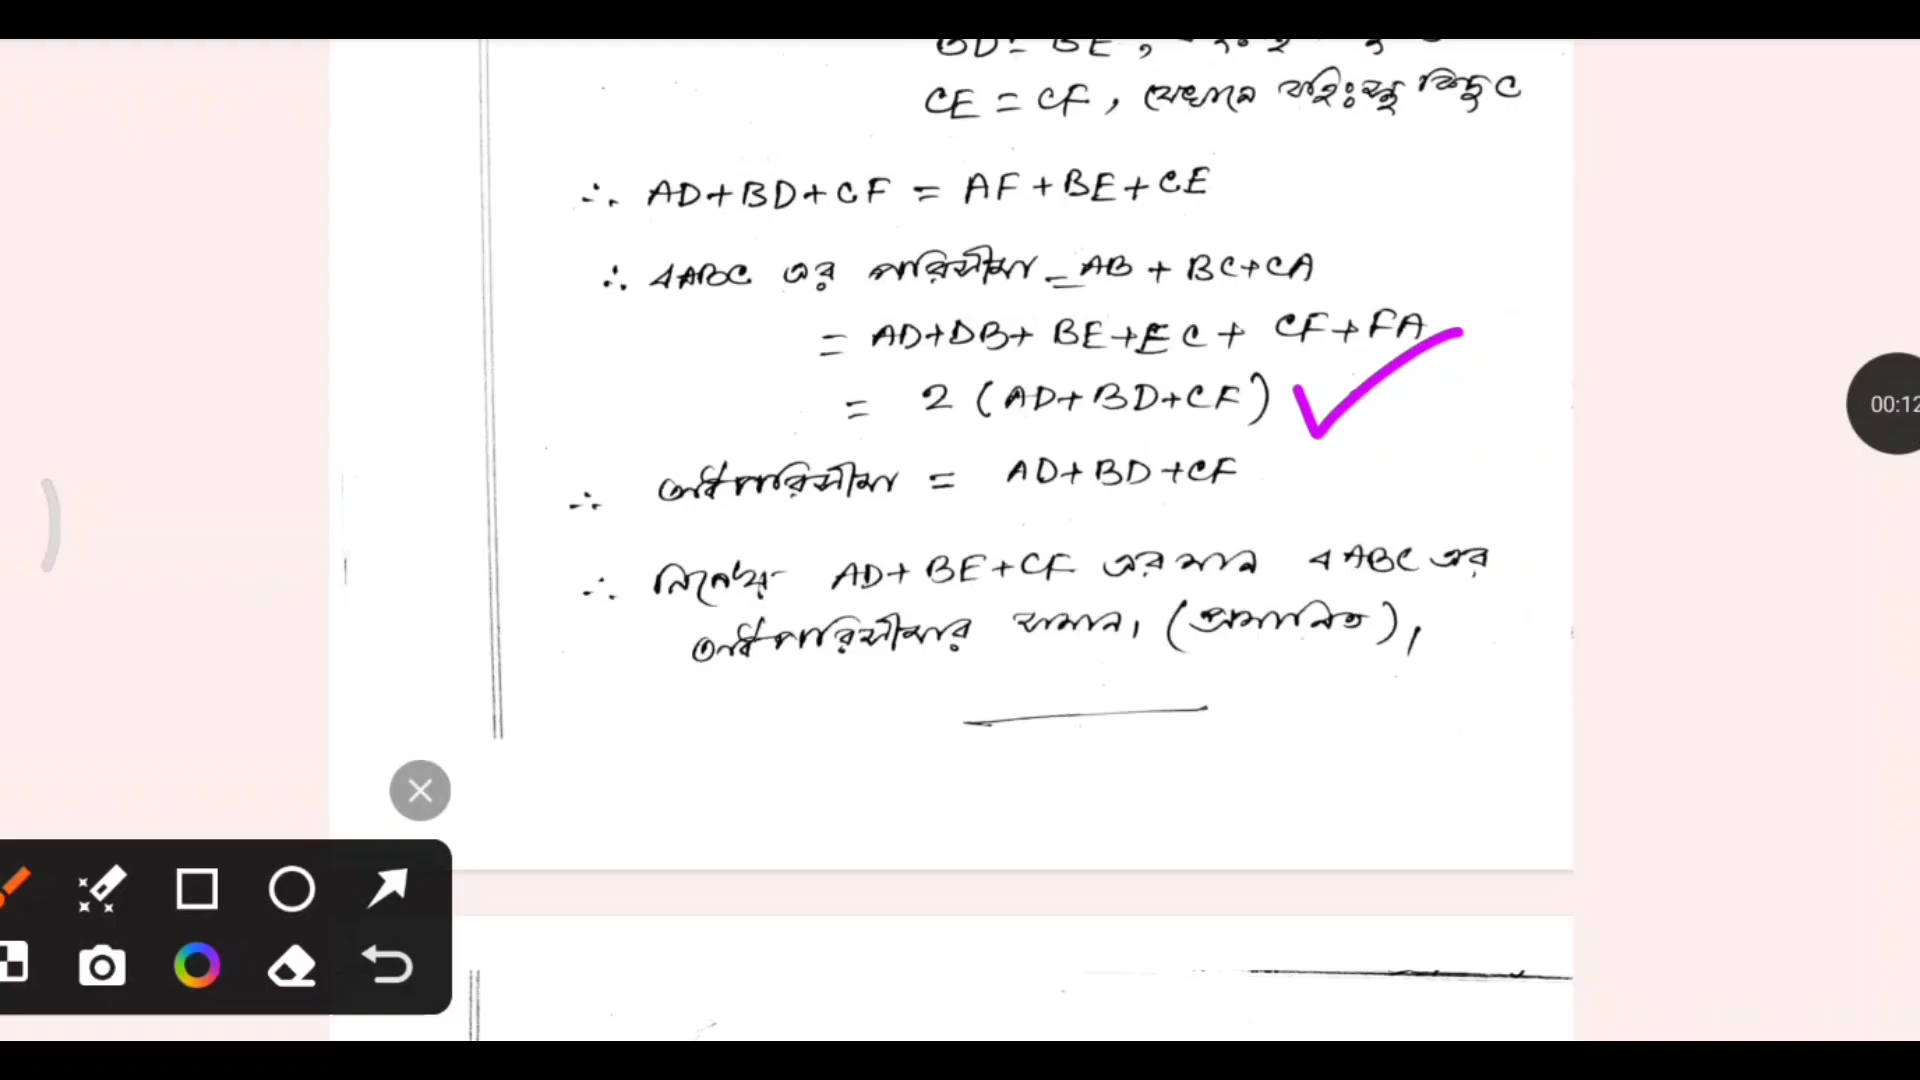 BD = BE,
CE = CF, যেখানে বহিঃস্থ বিন্দু C
∴ AD+BD+CF = AF+BE+CE
∴ ΔABC এর পরিসীমা = AB + BC+CA
= AD+DB+ BE+EC+ CF+FA
= 2 (AD+BD+CF)
∴ অর্ধপরিসীমা = AD+BD+CF
∴ নির্ণেয় AD+BE+CF এর মান ΔABC এর
অর্ধপরিসীমার সমান। (প্রমাণিত)।
00:12